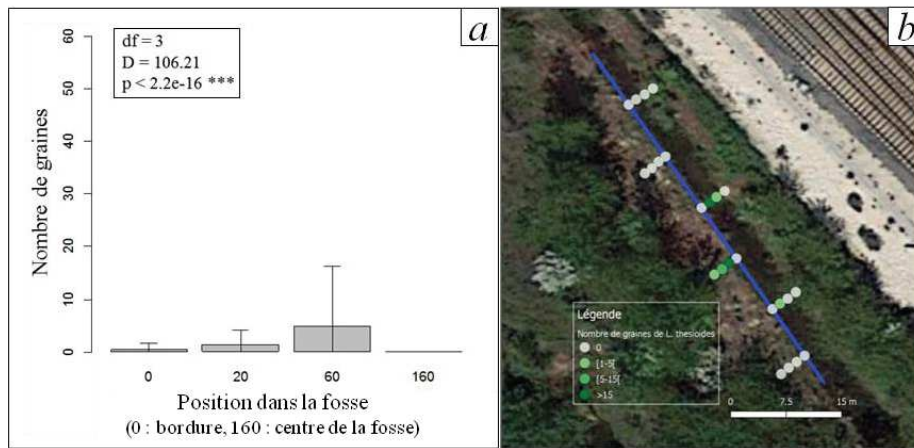 a
df = 3
D = 106.21
p < 2.2e-16 ***
Nombre de graines
60
50
40
30
20
10
0
0
20
60
160
Position dans la fosse
(0 : bordure, 160 : centre de la fosse)
b
Légende
Nombre de graines de L. thesioides
0
[1-5[
[5-15[
>15
0
7.5
15 m